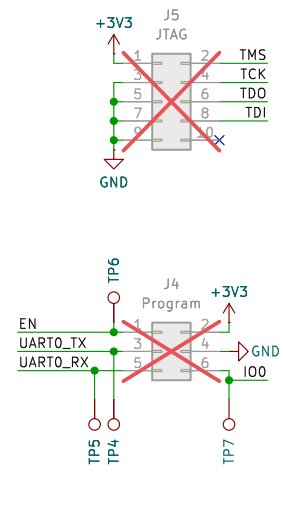 J5
JTAG
+3V3
1 2 TMS
3 4 TCK
5 6 TDO
7 8 TDI
9 10
GND
TP6
J4
Program
+3V3
EN 1 2
UART0_TX 3 4 GND
UART0_RX 5 6 IO0
TP5 TP4 TP7